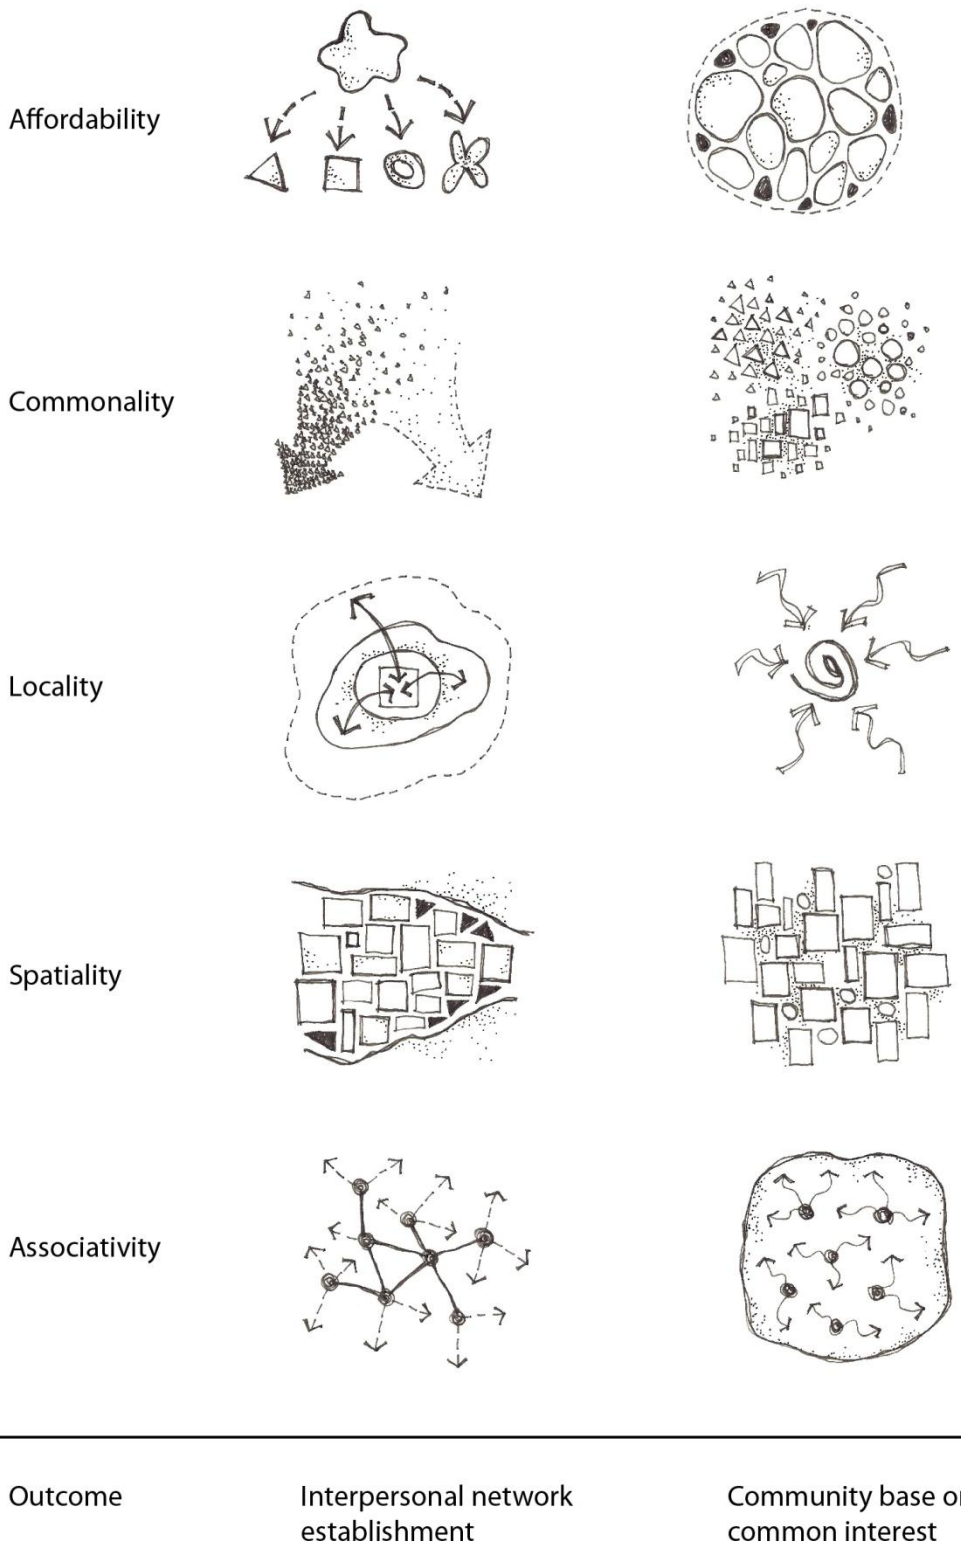 Affordability
Commonality
Locality
Spatiality
Associativity
Outcome
Interpersonal network
establishment
Community base
common interest